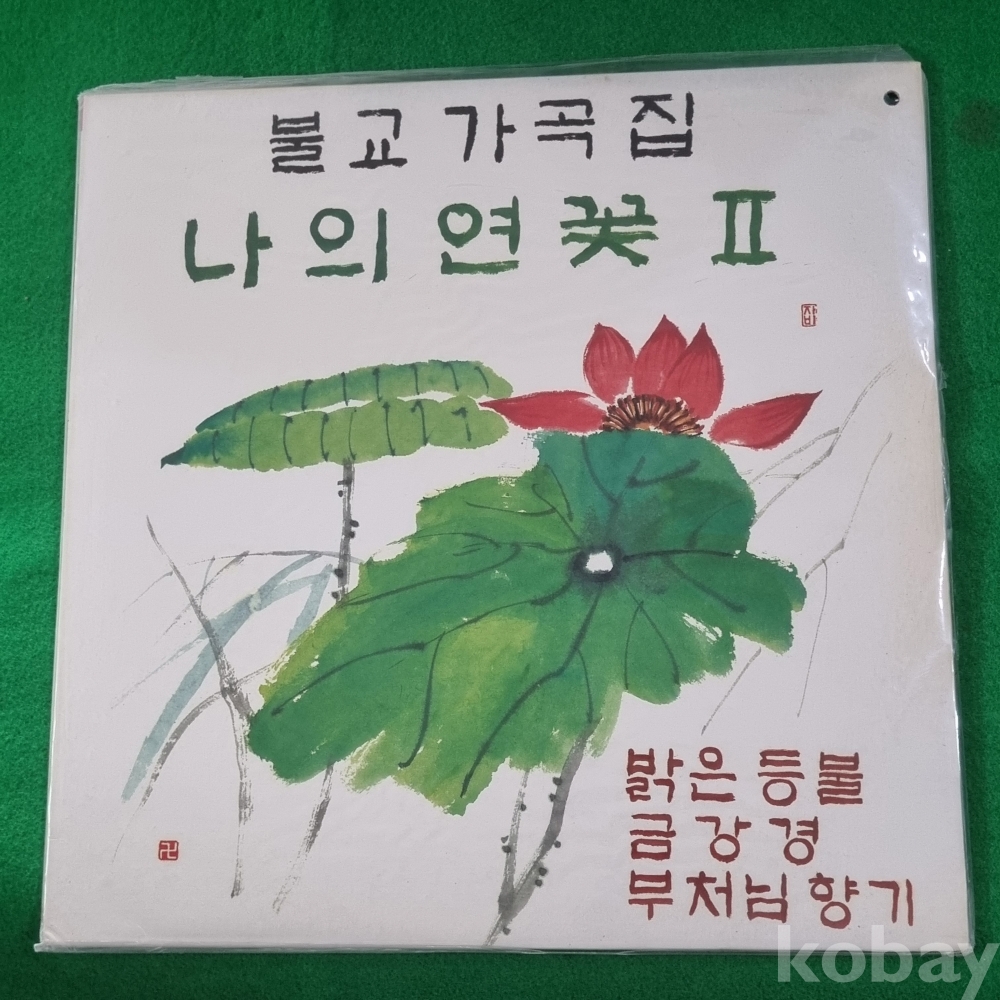 불교 가곡집
나의 연꽃 II
밝은 등불
금강경
부처님 향기
卍
kobay